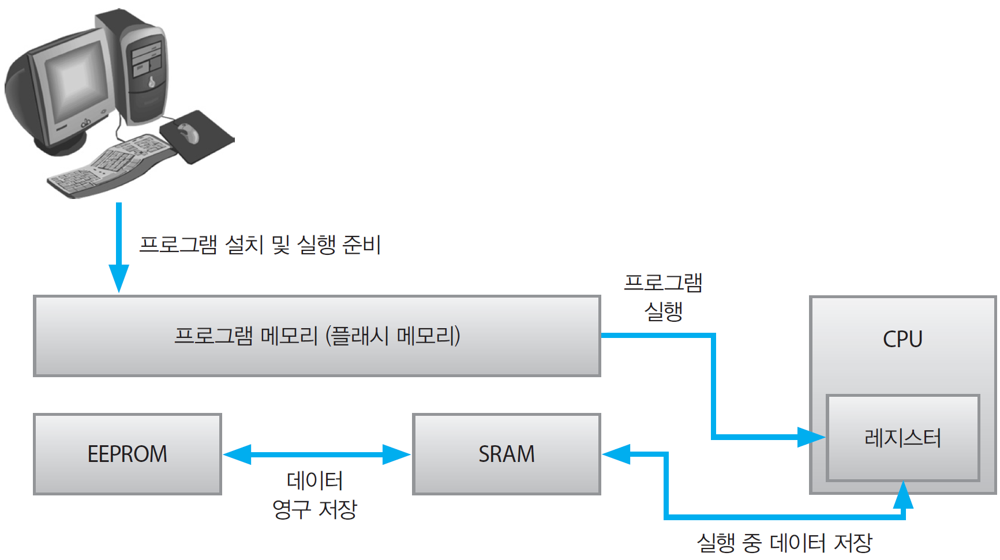 프로그램 설치 및 실행 준비
프로그램
실행
프로그램 메모리 (플래시 메모리)
CPU
레지스터
EEPROM
SRAM
데이터
영구 저장
실행 중 데이터 저장